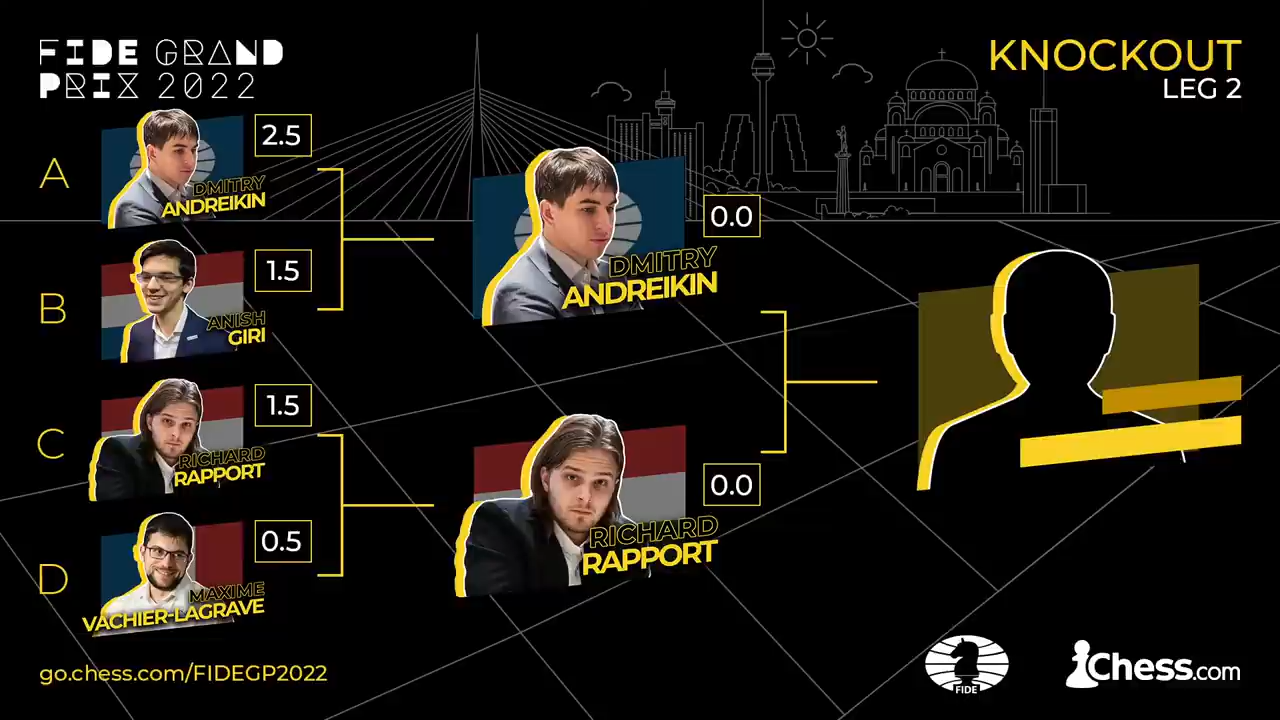 FIDE GRAND
PRIX 2022
KNOCKOUT
LEG 2
A
2.5
DMITRY
ANDREIKIN
B
1.5
ANISH
GIRI
C
1.5
RICHARD
RAPPORT
D
0.5
MAXIME
VACHIER-LAGRAVE
0.0
DMITRY
ANDREIKIN
0.0
RICHARD
RAPPORT
go.chess.com/FIDEGP2022
FIDE
Chess.com